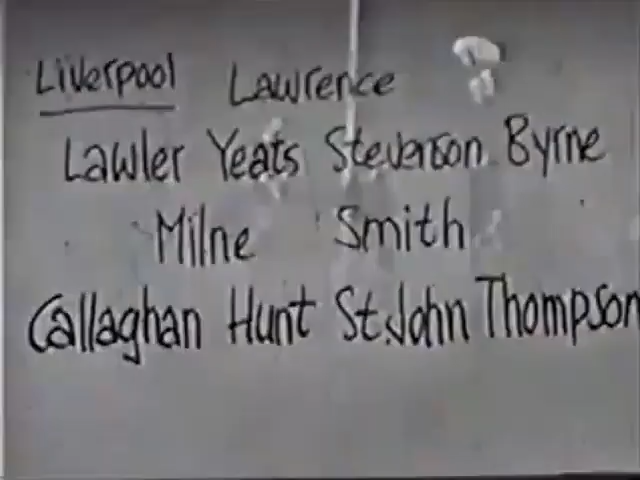 Liverpool Lawrence
Lawler Yeats Stevenson Byrne
Milne Smith
Callaghan Hunt St.John Thompson